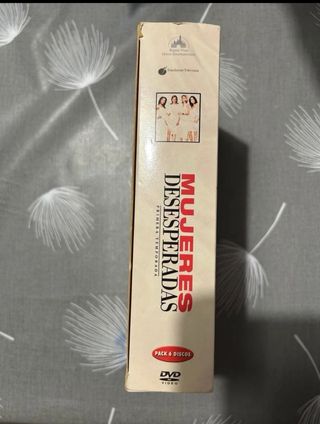 MUJERES
DESESPERADAS
PRIMERA TEMPORADA
PACK 6 DISCOS
DVD
VIDEO